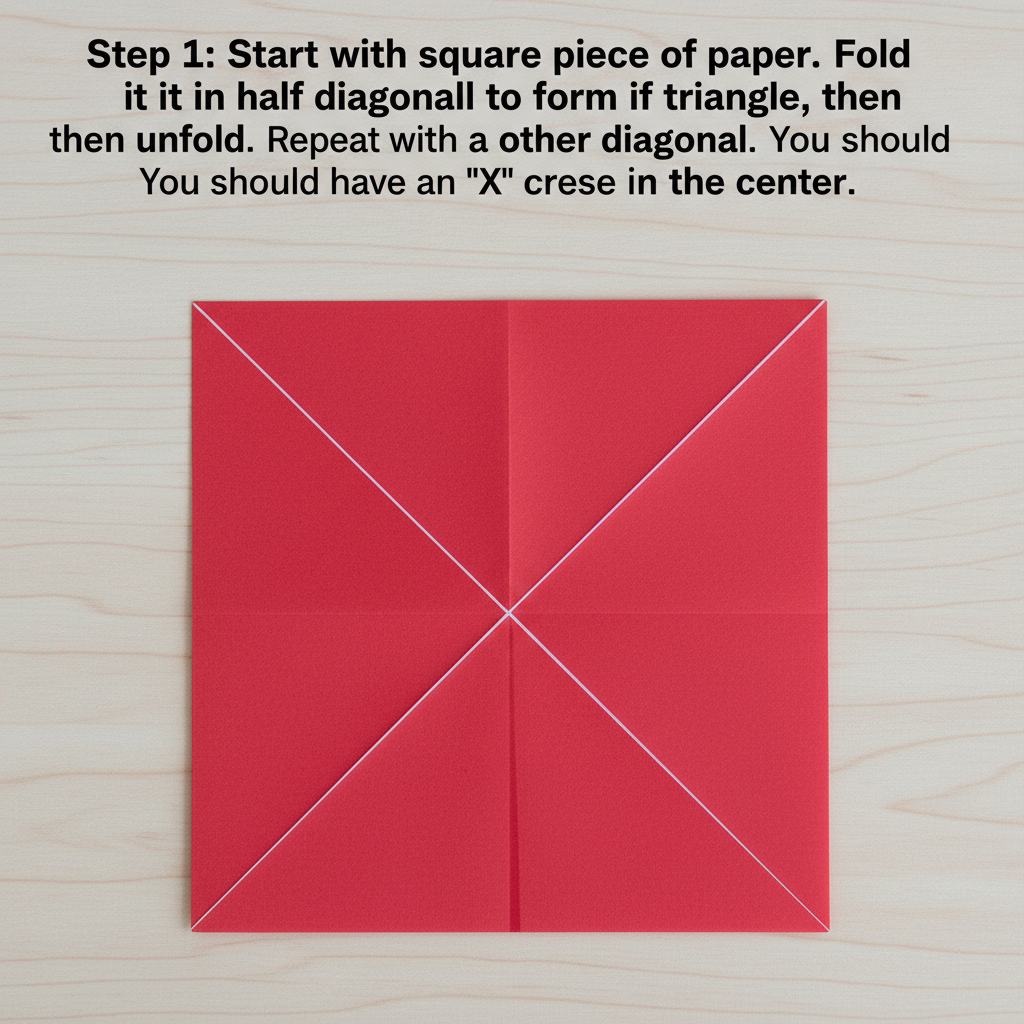 Step 1: Start with square piece of paper. Fold
it it in half diagonall to form if triangle, then
then unfold. Repeat with a other diagonal. You should
You should have an "X" crese in the center.